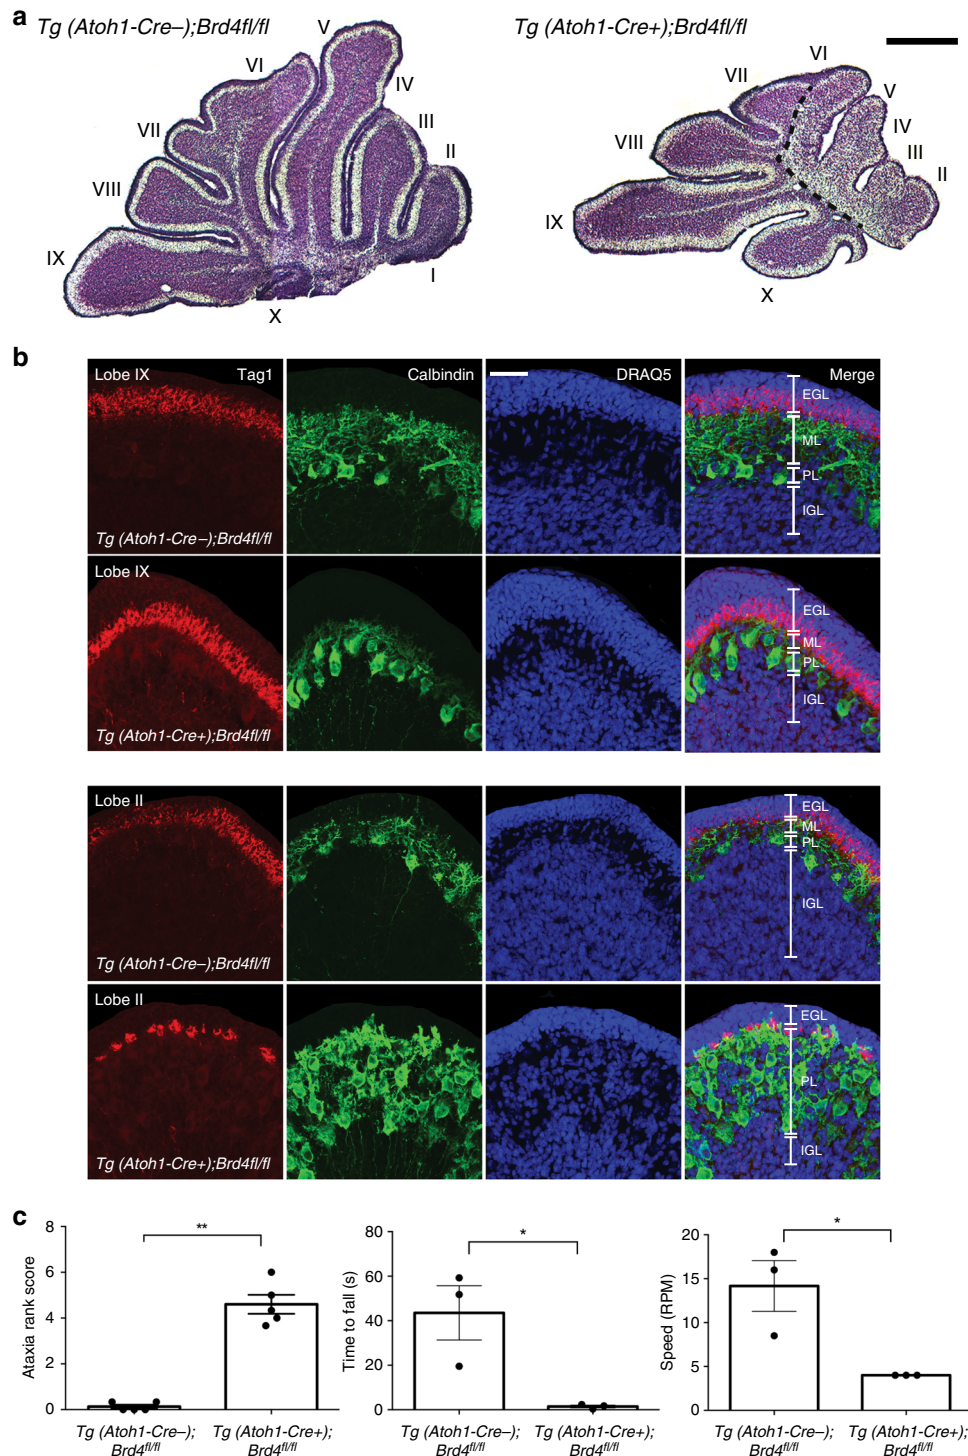 a
Tg (Atoh1-Cre–);Brd4fl/fl
Tg (Atoh1-Cre+);Brd4fl/fl
V
VI
IV
III
II
VII
VIII
IX
I
X
VI
VII
V
IV
III
II
VIII
IX
X
b
Lobe IX Tag1 Calbindin DRAQ5 Merge
EGL
ML
PL
IGL
Tg (Atoh1-Cre–);Brd4fl/fl
Lobe IX
EGL
ML
PL
IGL
Tg (Atoh1-Cre+);Brd4fl/fl
Lobe II
EGL
ML
PL
IGL
Tg (Atoh1-Cre–);Brd4fl/fl
Lobe II
EGL
PL
IGL
Tg (Atoh1-Cre+);Brd4fl/fl
c
Ataxia rank score
8
6
4
2
0
**
Tg (Atoh1-Cre–);
Brd4fl/fl
Tg (Atoh1-Cre+);
Brd4fl/fl
Time to fall (s)
80
60
40
20
0
*
Tg (Atoh1-Cre–);
Brd4fl/fl
Tg (Atoh1-Cre+);
Brd4fl/fl
Speed (RPM)
20
15
10
5
0
*
Tg (Atoh1-Cre–);
Brd4fl/fl
Tg (Atoh1-Cre+);
Brd4fl/fl